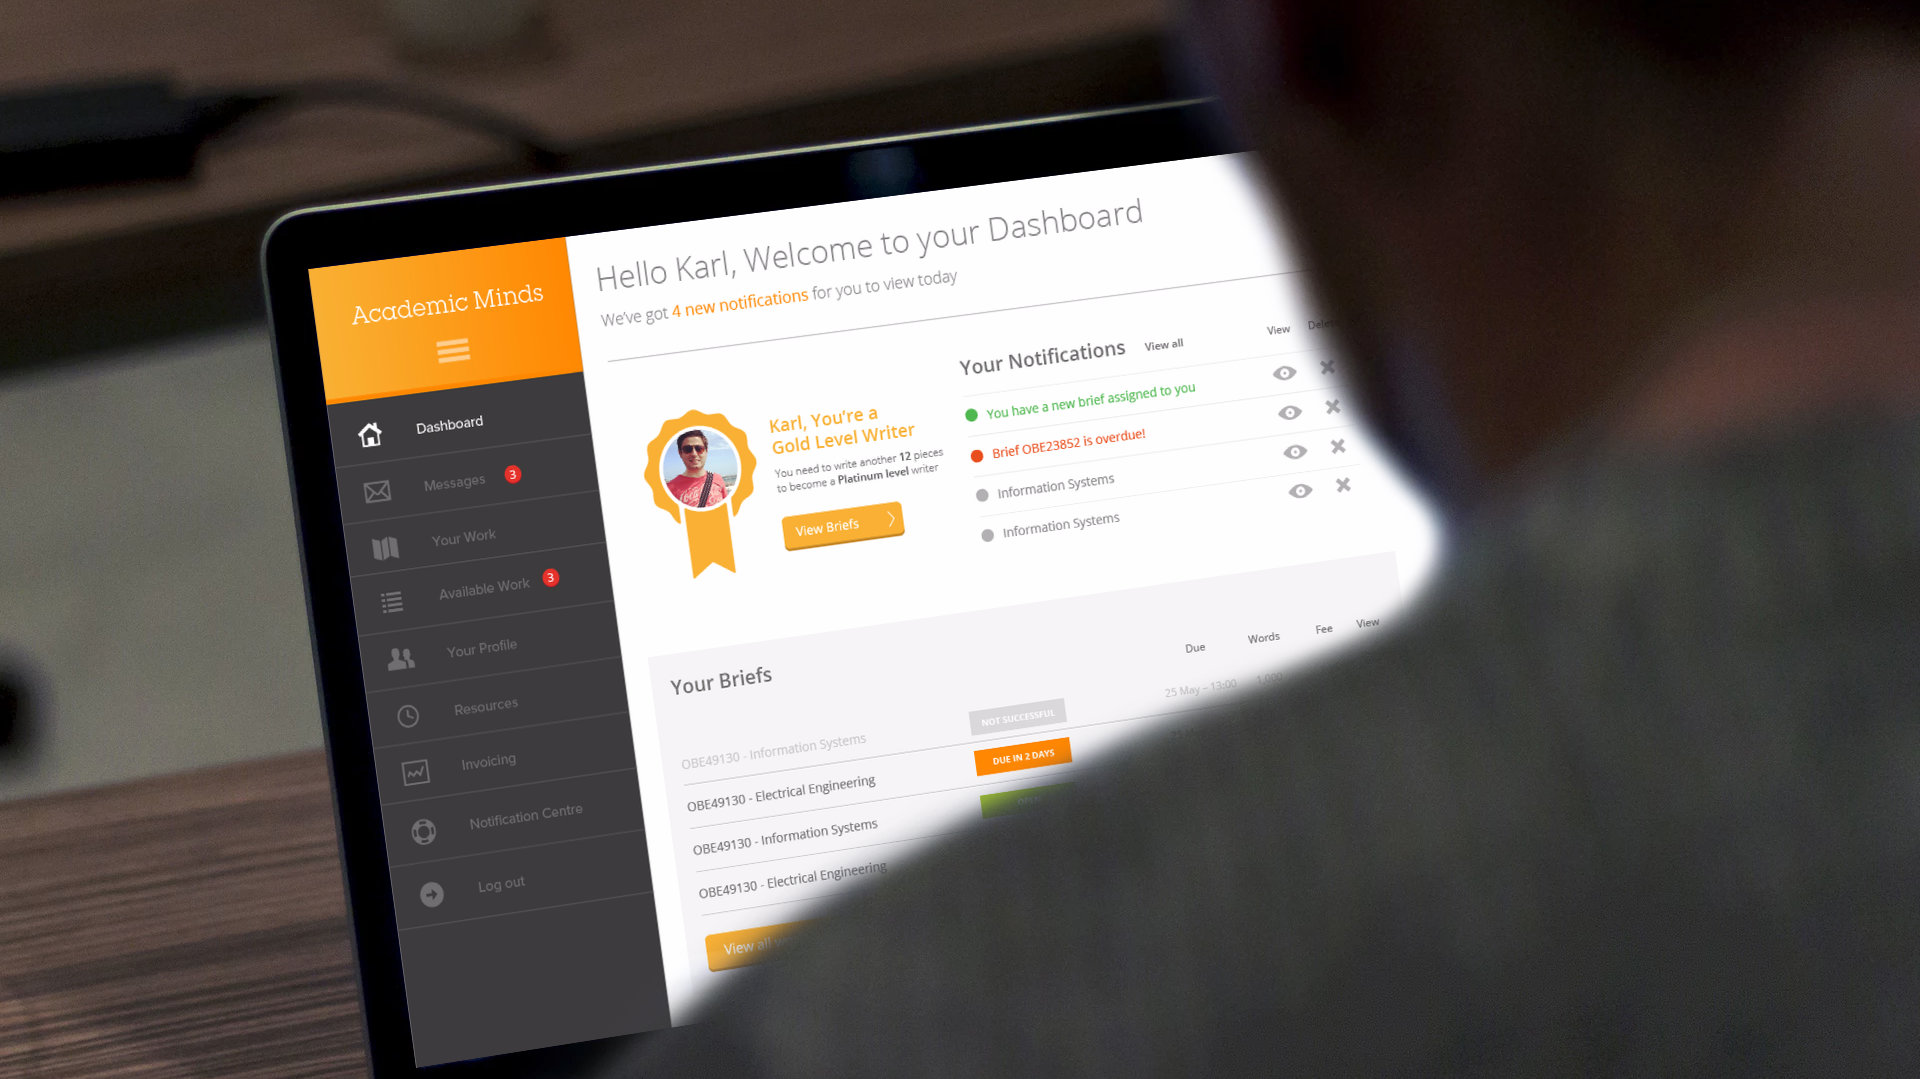 Academic Minds
Dashboard
Messages 3
Your Work
Available Work 3
Your Profile
Resources
Invoicing
Notification Centre
Log out
Hello Karl, Welcome to your Dashboard
We've got 4 new notifications for you to view today
Karl, You're a
Gold Level Writer
You need to write another 12 pieces
to become a Platinum level writer
View Briefs
Your Notifications View all View
You have a new brief assigned to you
Brief OBE23852 is overdue!
Information Systems
Information Systems
Your Briefs Due Words Fee View
OBE49130 - Information Systems NOT SUCCESSFUL 25 May – 13:00 1,000
OBE49130 - Electrical Engineering DUE IN 2 DAYS
OBE49130 - Information Systems OPEN
OBE49130 - Electrical Engineering
View all